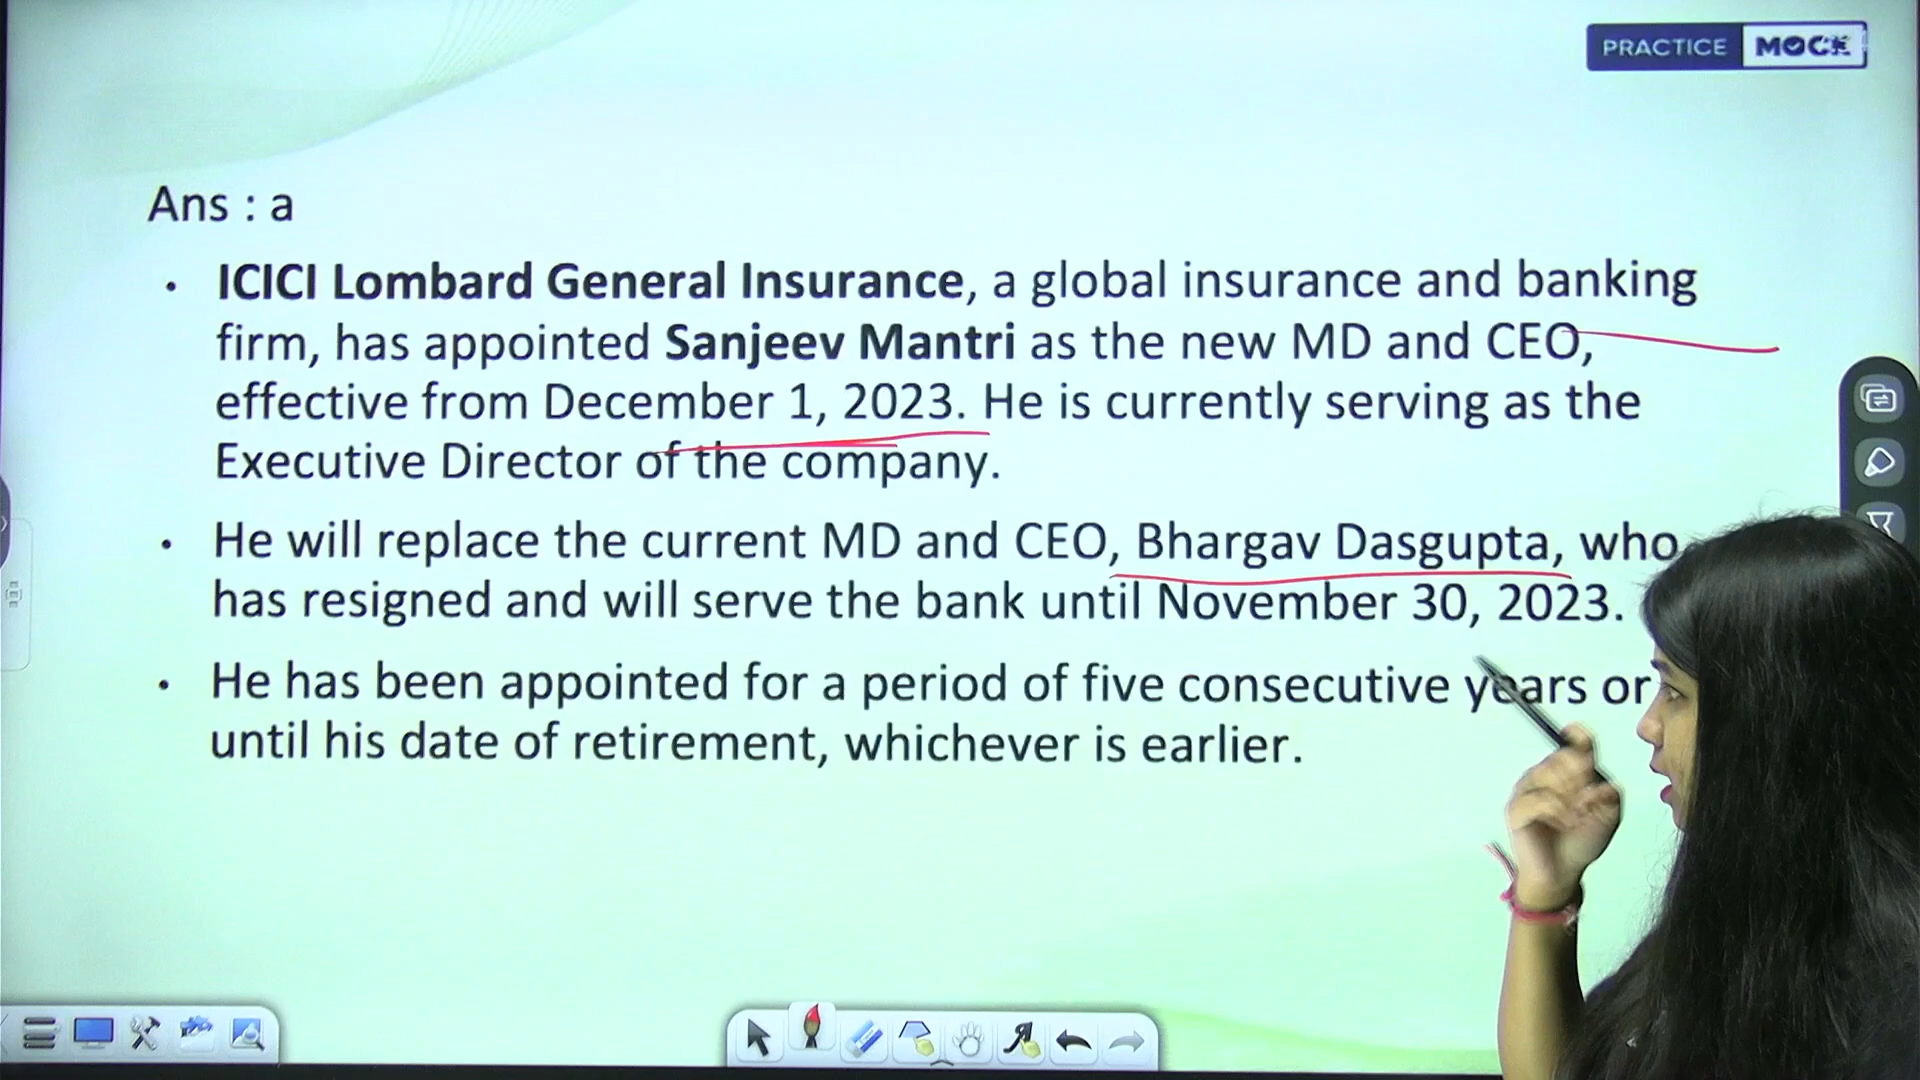 PRACTICE MOCK
Ans : a
• ICICI Lombard General Insurance, a global insurance and banking
firm, has appointed Sanjeev Mantri as the new MD and CEO,
effective from December 1, 2023. He is currently serving as the
Executive Director of the company.
• He will replace the current MD and CEO, Bhargav Dasgupta, who
has resigned and will serve the bank until November 30, 2023.
• He has been appointed for a period of five consecutive years or
until his date of retirement, whichever is earlier.